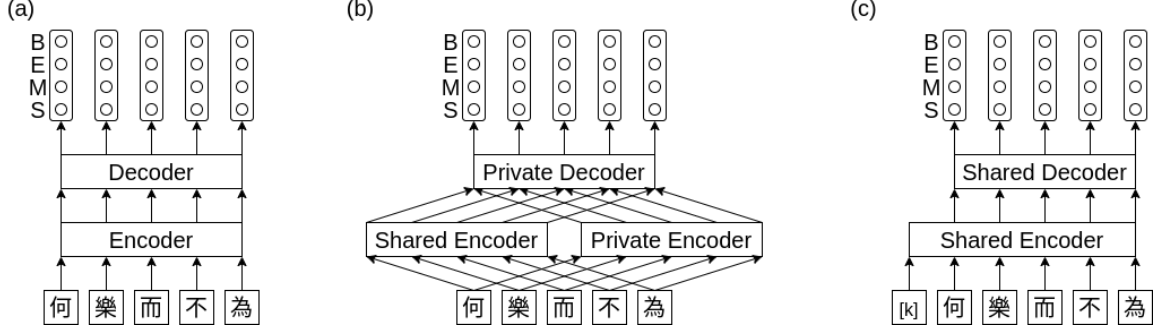 (a) (b) (c)
B B B
E E E
M M M
S S S
Decoder Private Decoder Shared Decoder
Encoder Shared Encoder Private Encoder Shared Encoder
何 樂 而 不 為 何 樂 而 不 為 [k] 何 樂 而 不 為